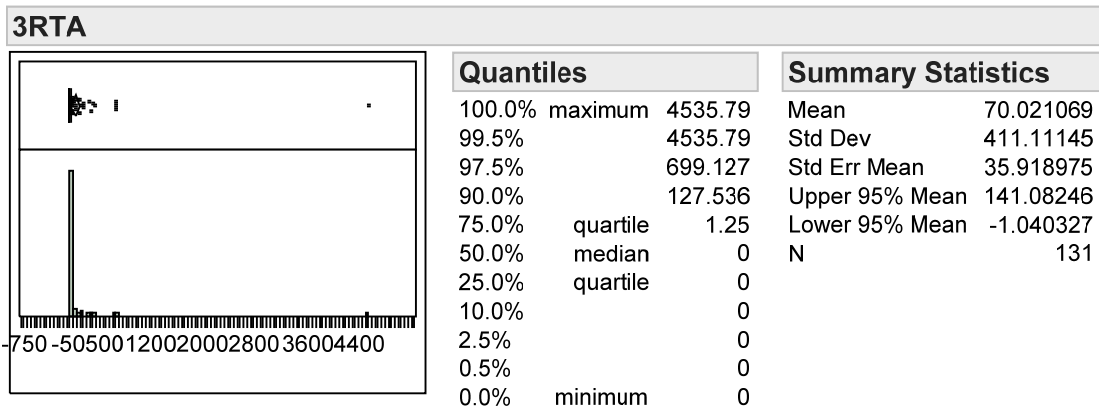 3RTA
-750 -50500 1200 2000 2800 3600 4400
Quantiles
100.0% maximum 4535.79
99.5% 4535.79
97.5% 699.127
90.0% 127.536
75.0% quartile 1.25
50.0% median 0
25.0% quartile 0
10.0% 0
2.5% 0
0.5% 0
0.0% minimum 0
Summary Statistics
Mean 70.021069
Std Dev 411.11145
Std Err Mean 35.918975
Upper 95% Mean 141.08246
Lower 95% Mean -1.040327
N 131